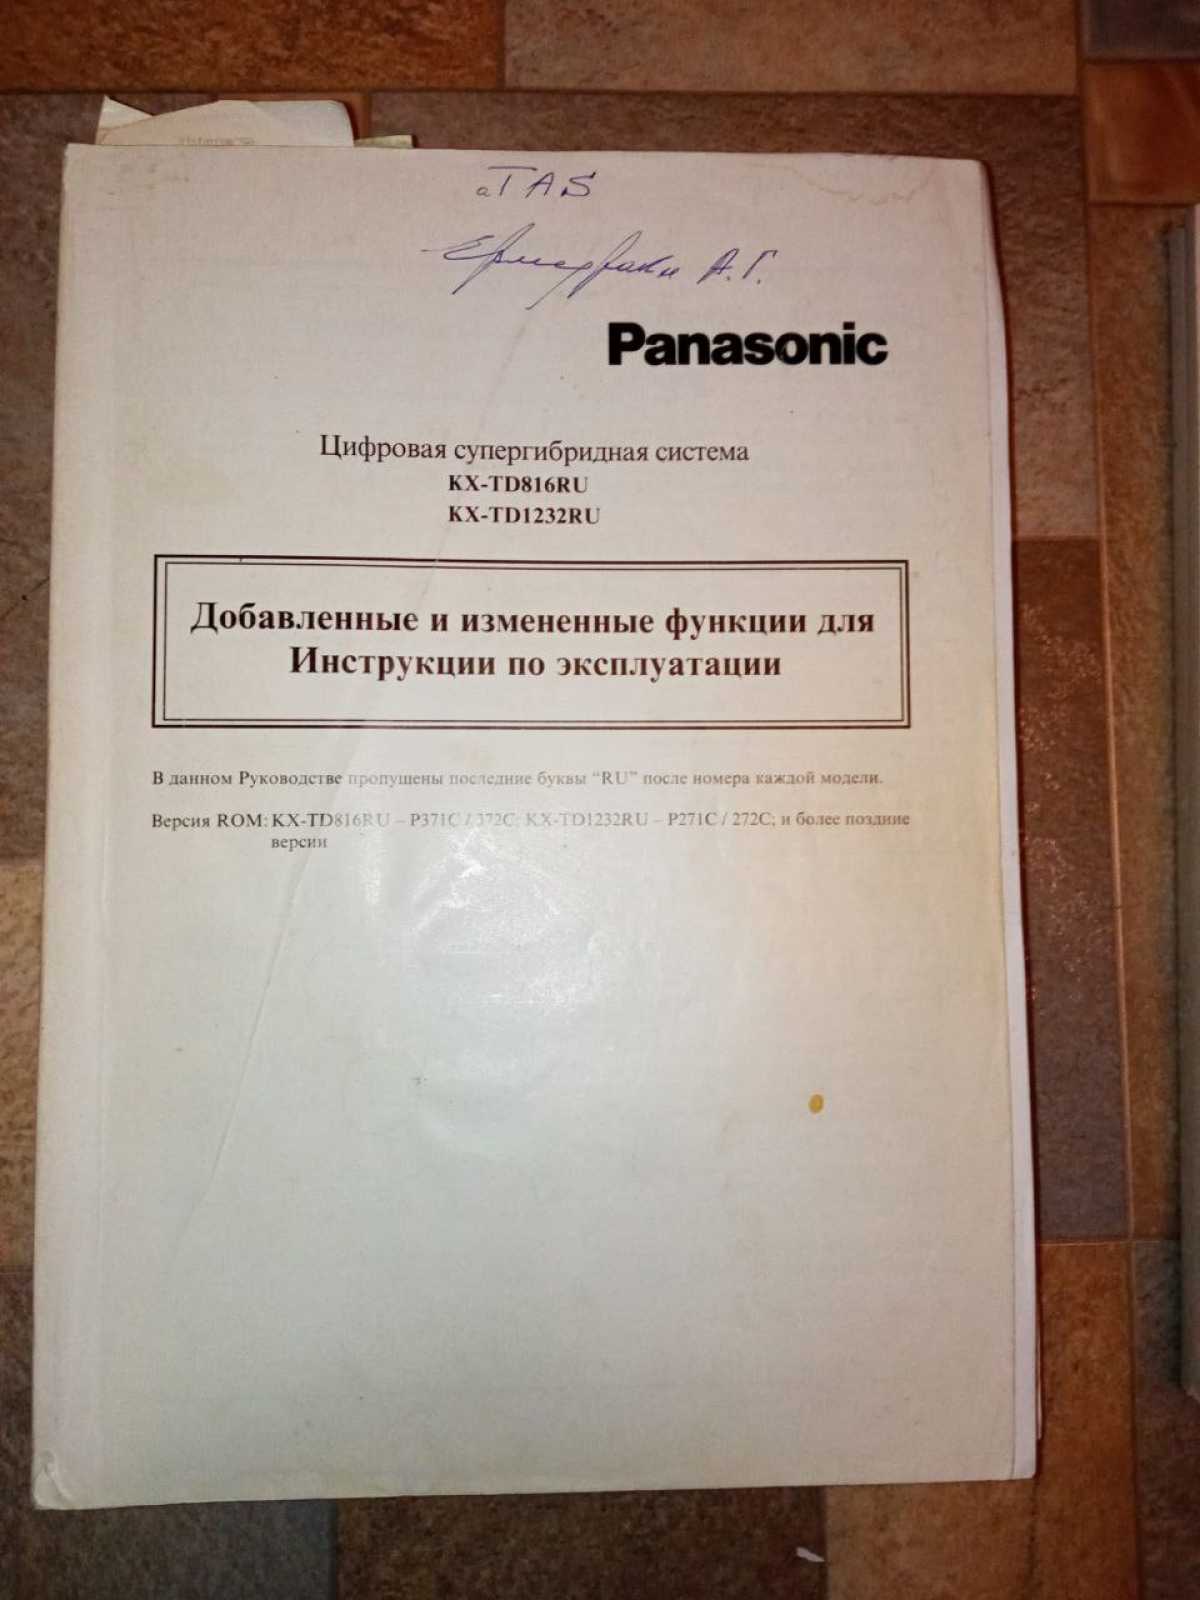 аТАS
А.Г.
Panasonic
Цифровая супергибридная система
KX-TD816RU
KX-TD1232RU
Добавленные и измененные функции для
Инструкции по эксплуатации
В данном Руководстве пропущены последние буквы “RU” после номера каждой модели.
Версия ROM: KX-TD816RU – P371C / 372C; KX-TD1232RU – P271C / 272C; и более поздние
версии